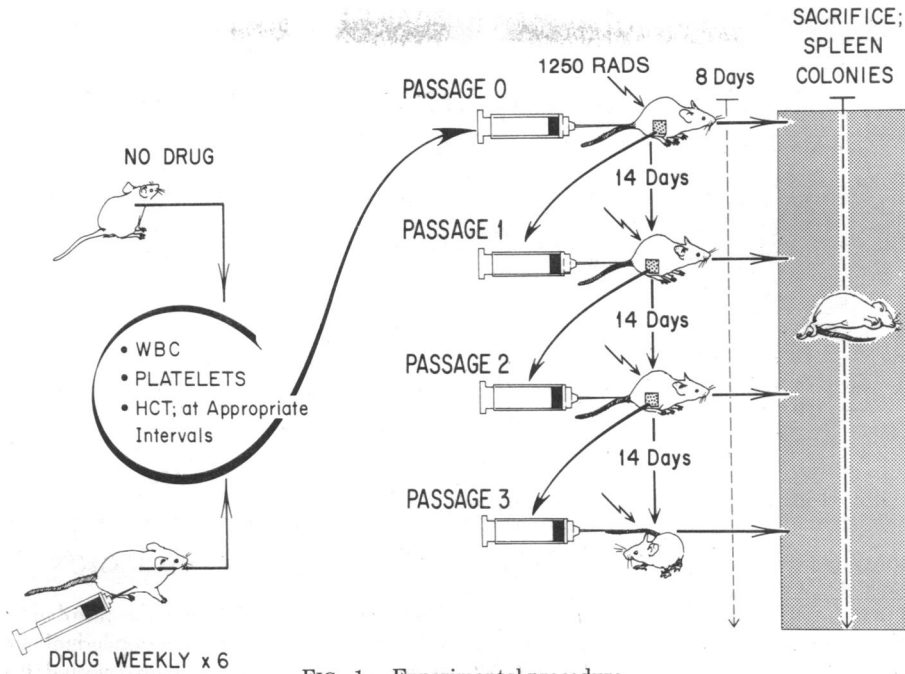 SACRIFICE;
SPLEEN
COLONIES
1250 RADS
8 Days
PASSAGE 0
NO DRUG
14 Days
PASSAGE 1
14 Days
• WBC
• PLATELETS
• HCT; at Appropriate
Intervals
PASSAGE 2
14 Days
PASSAGE 3
DRUG WEEKLY x 6
FIG. 1. Experimental procedure